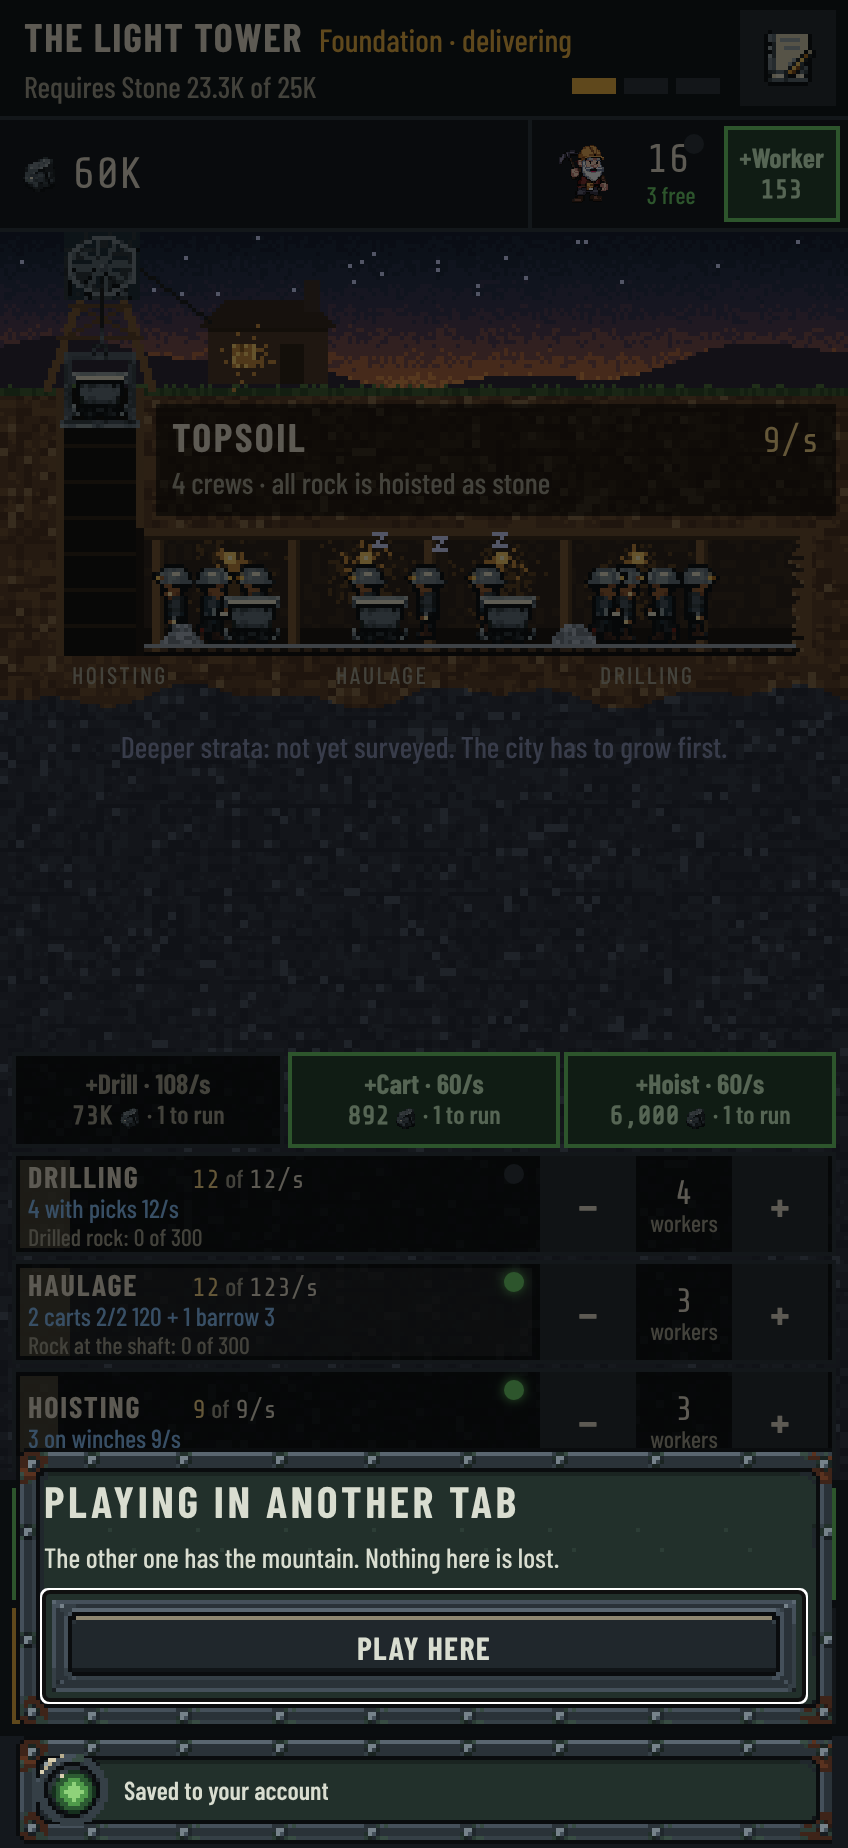 THE LIGHT TOWER Foundation · delivering
Requires Stone 23.3K of 25K
60K
16
3 free
+Worker
153
TOPSOIL 9/s
4 crews · all rock is hoisted as stone
Z Z Z
HOISTING HAULAGE DRILLING
Deeper strata: not yet surveyed. The city has to grow first.
+Drill · 108/s
73K · 1 to run
+Cart · 60/s
892 · 1 to run
+Hoist · 60/s
6,000 · 1 to run
DRILLING 12 of 12/s
4 with picks 12/s
Drilled rock: 0 of 300
− 4 +
workers
HAULAGE 12 of 123/s
2 carts 2/2 120 + 1 barrow 3
Rock at the shaft: 0 of 300
− 3 +
workers
HOISTING 9 of 9/s
3 on winches 9/s
− 3 +
workers
PLAYING IN ANOTHER TAB
The other one has the mountain. Nothing here is lost.
PLAY HERE
Saved to your account